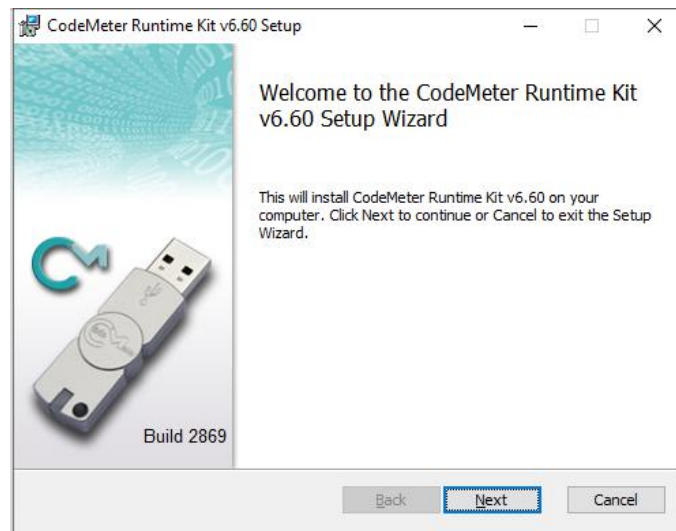 CodeMeter Runtime Kit v6.60 Setup
Welcome to the CodeMeter Runtime Kit
v6.60 Setup Wizard
This will install CodeMeter Runtime Kit v6.60 on your
computer. Click Next to continue or Cancel to exit the Setup
Wizard.
Build 2869
Back
Next
Cancel